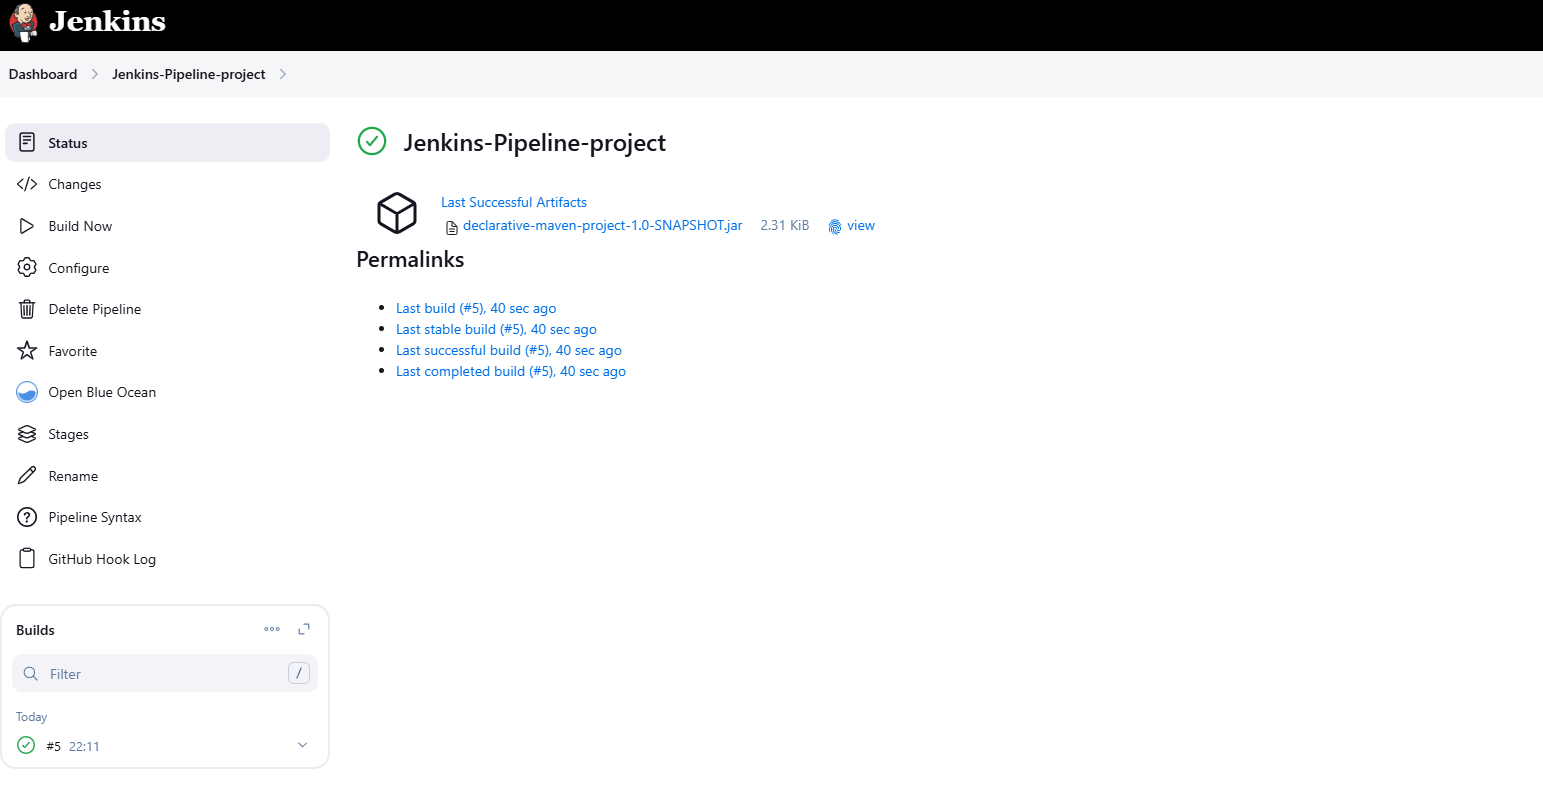 Jenkins
Dashboard
Jenkins-Pipeline-project
Status
Changes
Build Now
Configure
Delete Pipeline
Favorite
Open Blue Ocean
Stages
Rename
Pipeline Syntax
GitHub Hook Log
Builds
Filter /
Today
#5 22:11
Jenkins-Pipeline-project
Last Successful Artifacts
declarative-maven-project-1.0-SNAPSHOT.jar 2.31 KiB view
Permalinks
Last build (#5), 40 sec ago
Last stable build (#5), 40 sec ago
Last successful build (#5), 40 sec ago
Last completed build (#5), 40 sec ago